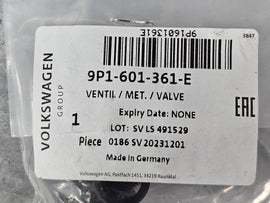 9P1601361E
3847
VOLKSWAGEN
GROUP
9P1-601-361-E
VENTIL / MET. / VALVE
Expiry Date: NONE
EAC
1
LOT: SV LS 491529
Piece 0186 SV 20231201
Made in Germany
Volkswagen AG, Postfach 1451, 34219 Baunatal